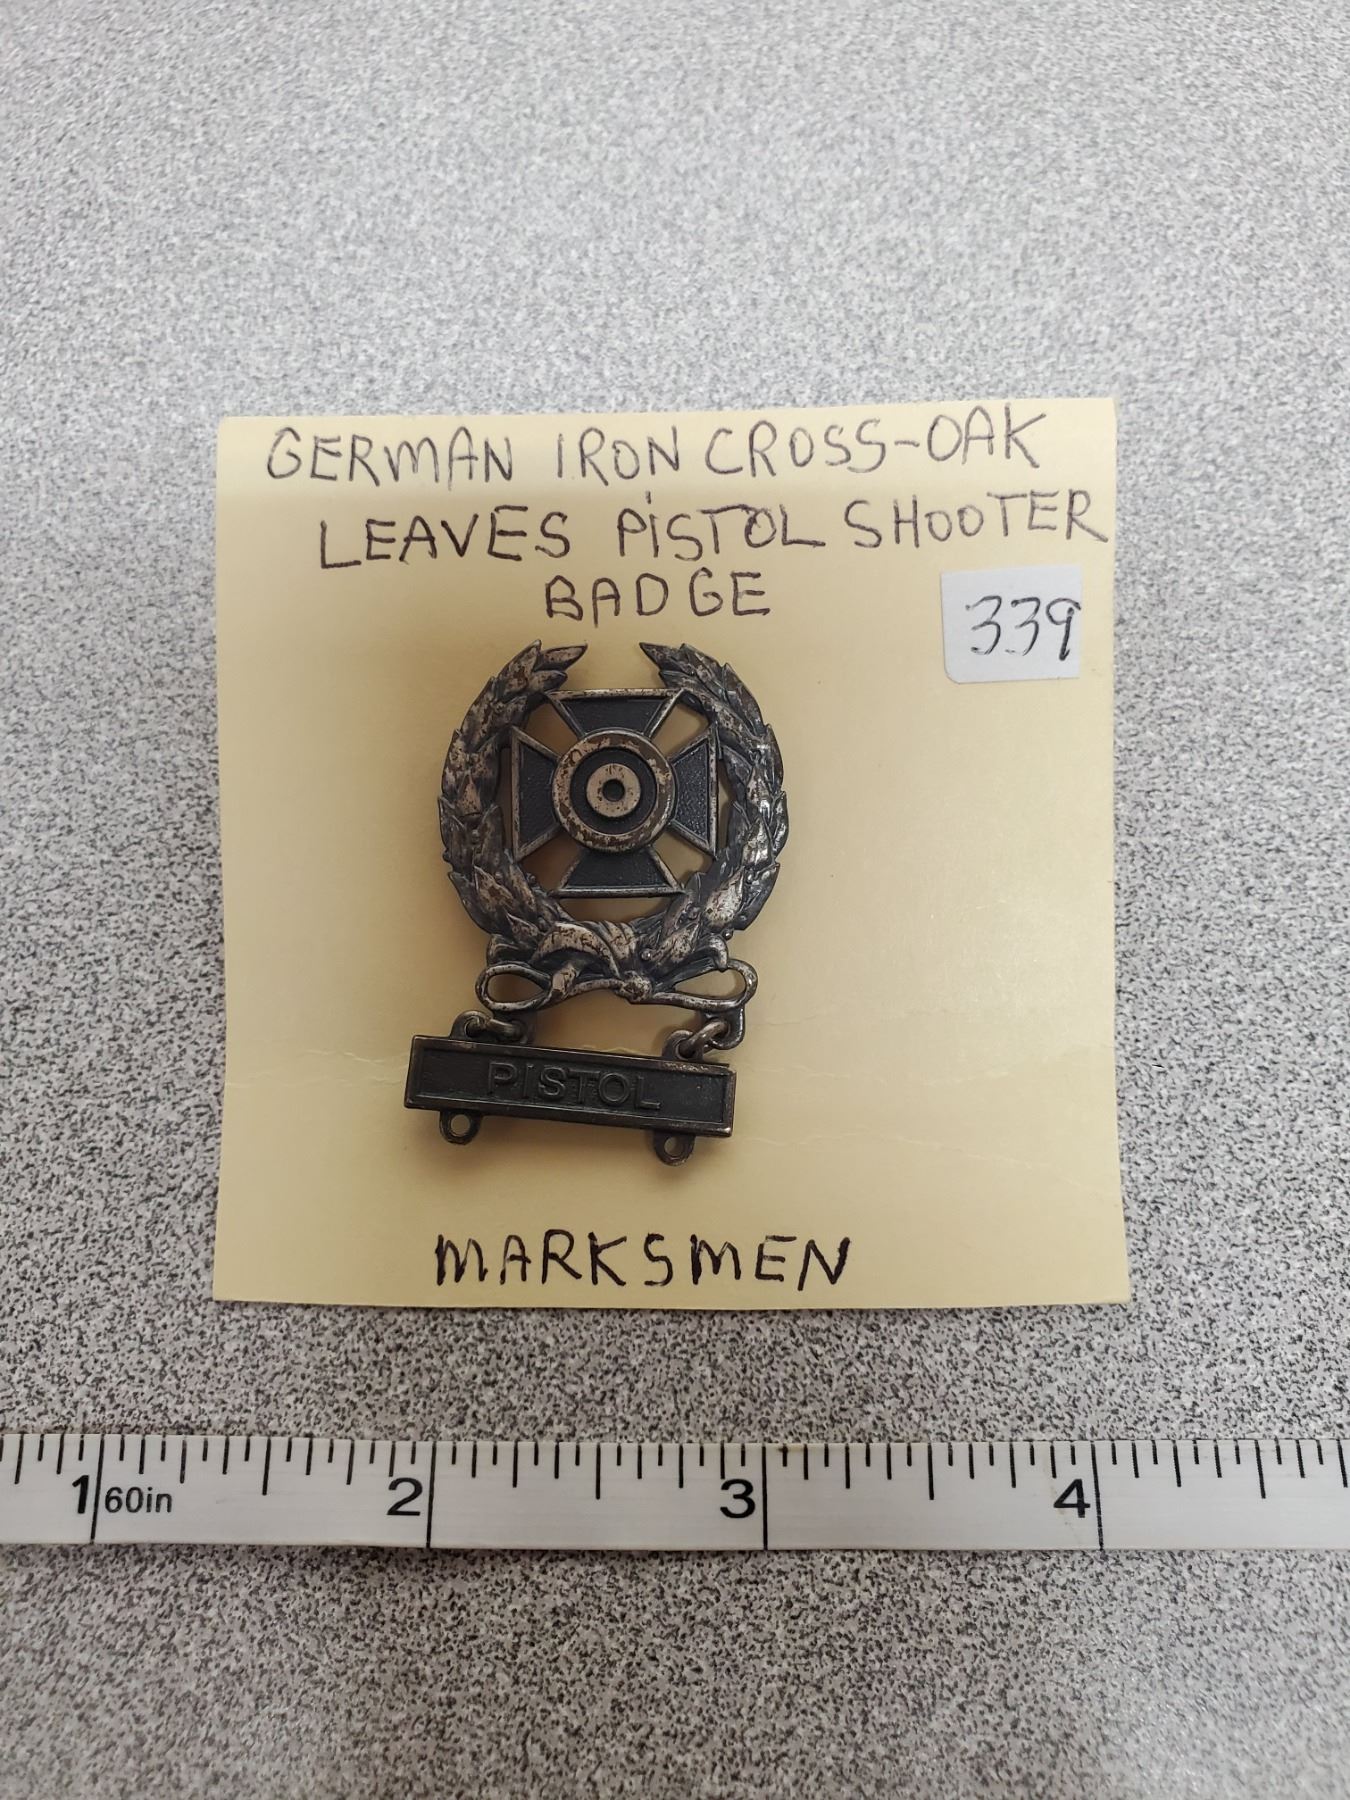 GERMAN IRON CROSS-OAK
LEAVES PISTOL SHOOTER
BADGE
339
PISTOL
MARKSMEN
1 60in 2 3 4